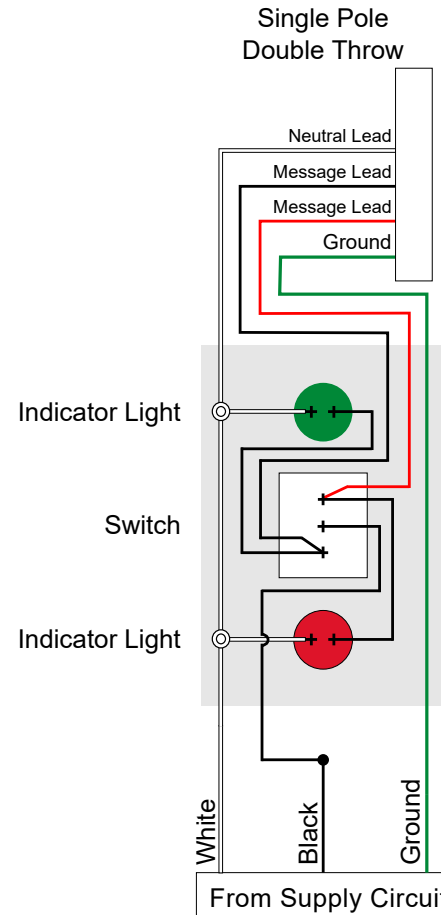 Single Pole
Double Throw
Neutral Lead
Message Lead
Message Lead
Ground
Indicator Light
Switch
Indicator Light
White
Black
Ground
From Supply Circuit